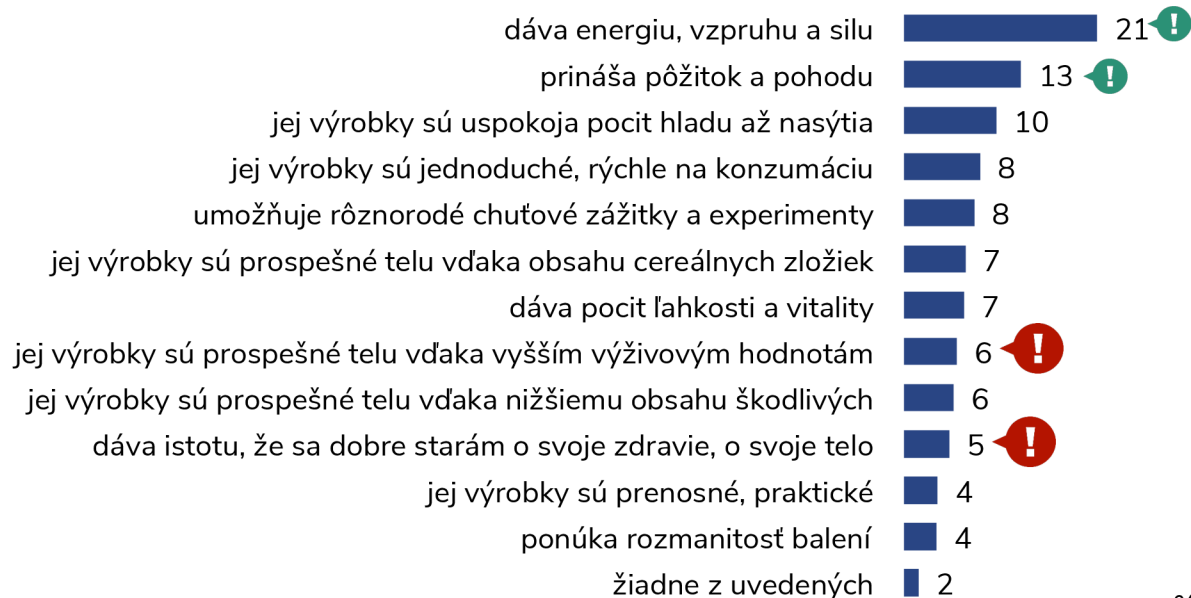 dáva energiu, vzpruhu a silu 21 !
prináša pôžitok a pohodu 13 !
jej výrobky sú uspokoja pocit hladu až nasýtia 10
jej výrobky sú jednoduché, rýchle na konzumáciu 8
umožňuje rôznorodé chuťové zážitky a experimenty 8
jej výrobky sú prospešné telu vďaka obsahu cereálnych zložiek 7
dáva pocit ľahkosti a vitality 7
jej výrobky sú prospešné telu vďaka vyšším výživovým hodnotám 6 !
jej výrobky sú prospešné telu vďaka nižšiemu obsahu škodlivých 6
dáva istotu, že sa dobre starám o svoje zdravie, o svoje telo 5 !
jej výrobky sú prenosné, praktické 4
ponúka rozmanitosť balení 4
žiadne z uvedených 2